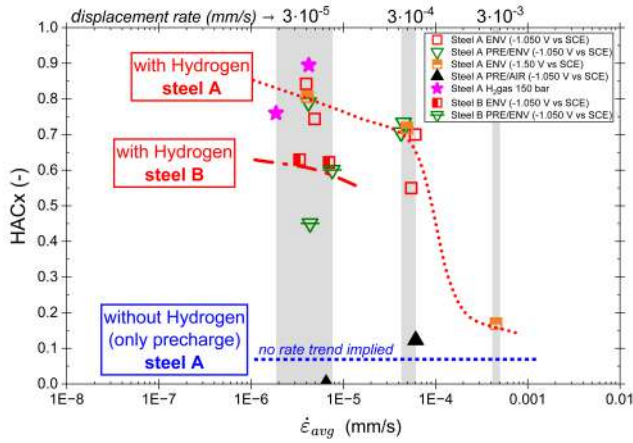 displacement rate (mm/s) → 3·10⁻⁵ → 3·10⁻⁴ → 3·10⁻³
HACx (-)
1.0
0.9
0.8
0.7
0.6
0.5
0.4
0.3
0.2
0.1
0.0
Steel A ENV (-1.050 V vs SCE)
Steel A PRE/ENV (-1.050 V vs SCE)
Steel A ENV (-1.50 V vs SCE)
Steel A PRE/AIR (-1.050 V vs SCE)
Steel A H₂gas 150 bar
Steel B ENV (-1.050 V vs SCE)
Steel B PRE/ENV (-1.050 V vs SCE)
with Hydrogen
steel A
with Hydrogen
steel B
without Hydrogen
(only precharge)
steel A
no rate trend implied
1E-8 1E-7 1E-6 1E-5 1E-4 0.001 0.01
ε̇avg (mm/s)